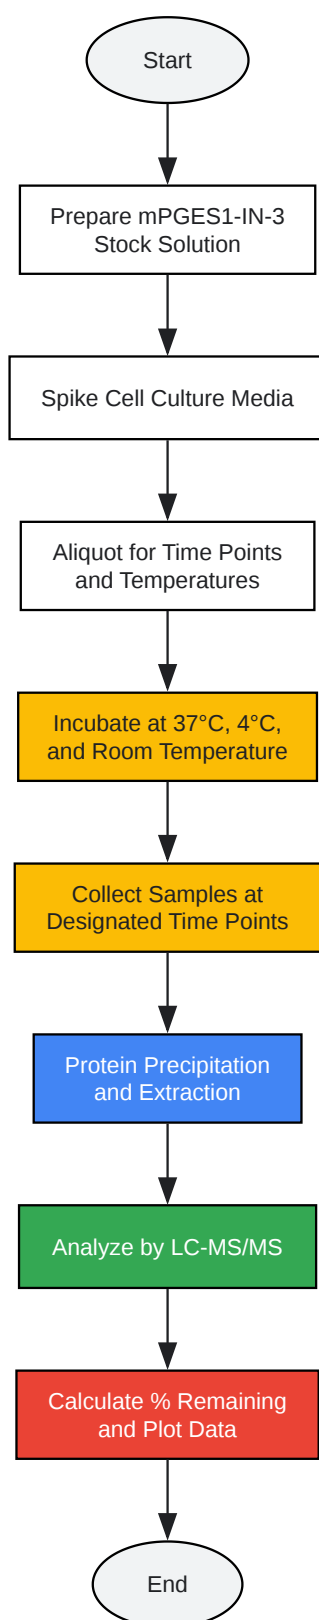 Start
Prepare mPGES1-IN-3
Stock Solution
Spike Cell Culture Media
Aliquot for Time Points
and Temperatures
Incubate at 37°C, 4°C,
and Room Temperature
Collect Samples at
Designated Time Points
Protein Precipitation
and Extraction
Analyze by LC-MS/MS
Calculate % Remaining
and Plot Data
End